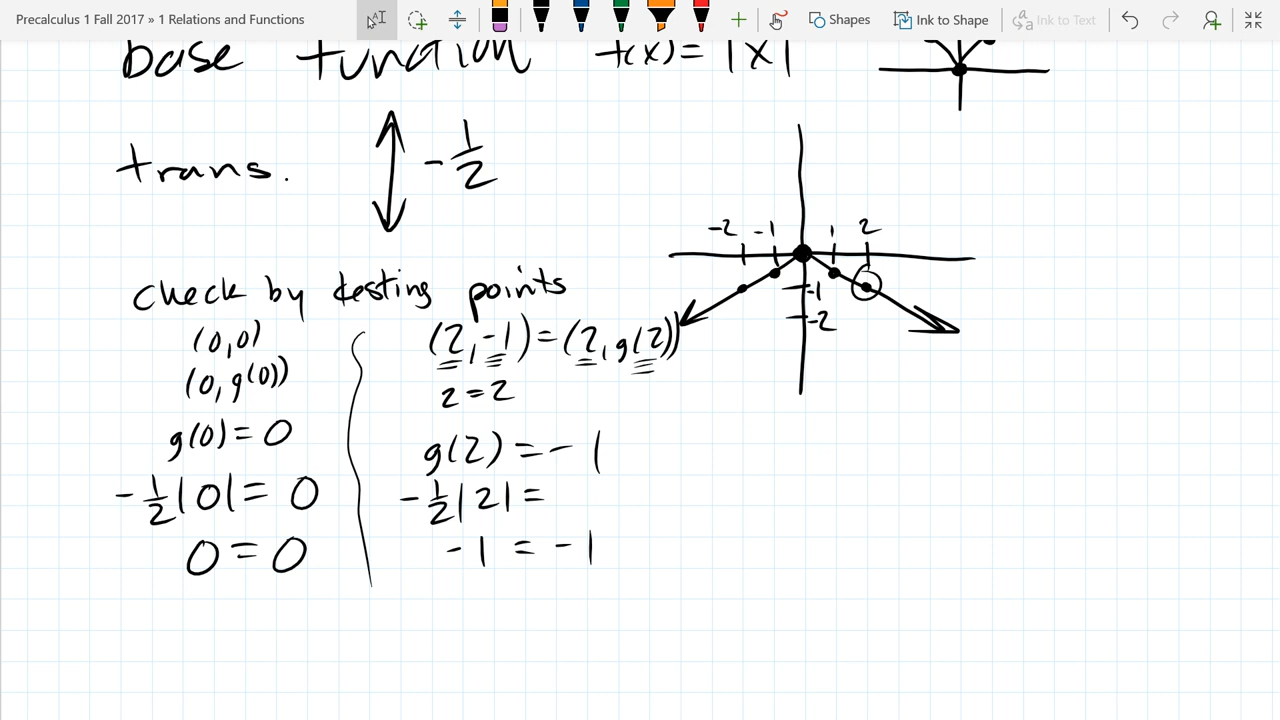 Precalculus 1 Fall 2017 » 1 Relations and Functions
Shapes
Ink to Shape
Ink to Text
base function f(x) = |x|
trans. -1/2
-2 -1 1 2
-1
-2
check by testing points
(0,0)
(0,g(0))
g(0) = 0
-1/2|0| = 0
0 = 0
(2,-1) = (2,g(2))
2 = 2
g(2) = -1
-1/2|2| =
-1 = -1